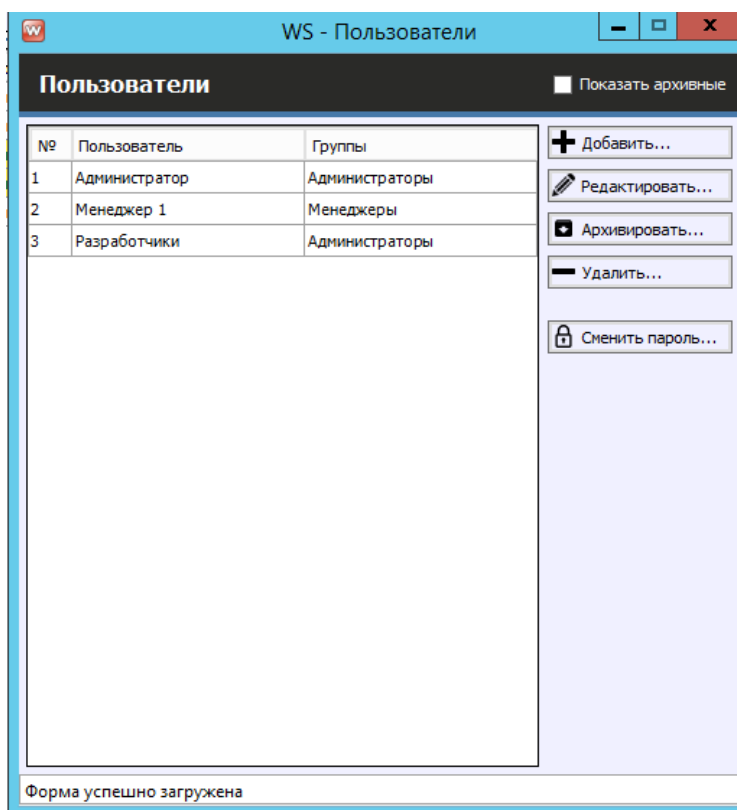 WS - Пользователи
Пользователи
Показать архивные
№ Пользователь Группы
1 Администратор Администраторы
2 Менеджер 1 Менеджеры
3 Разработчики Администраторы
Добавить...
Редактировать...
Архивировать...
Удалить...
Сменить пароль...
Форма успешно загружена